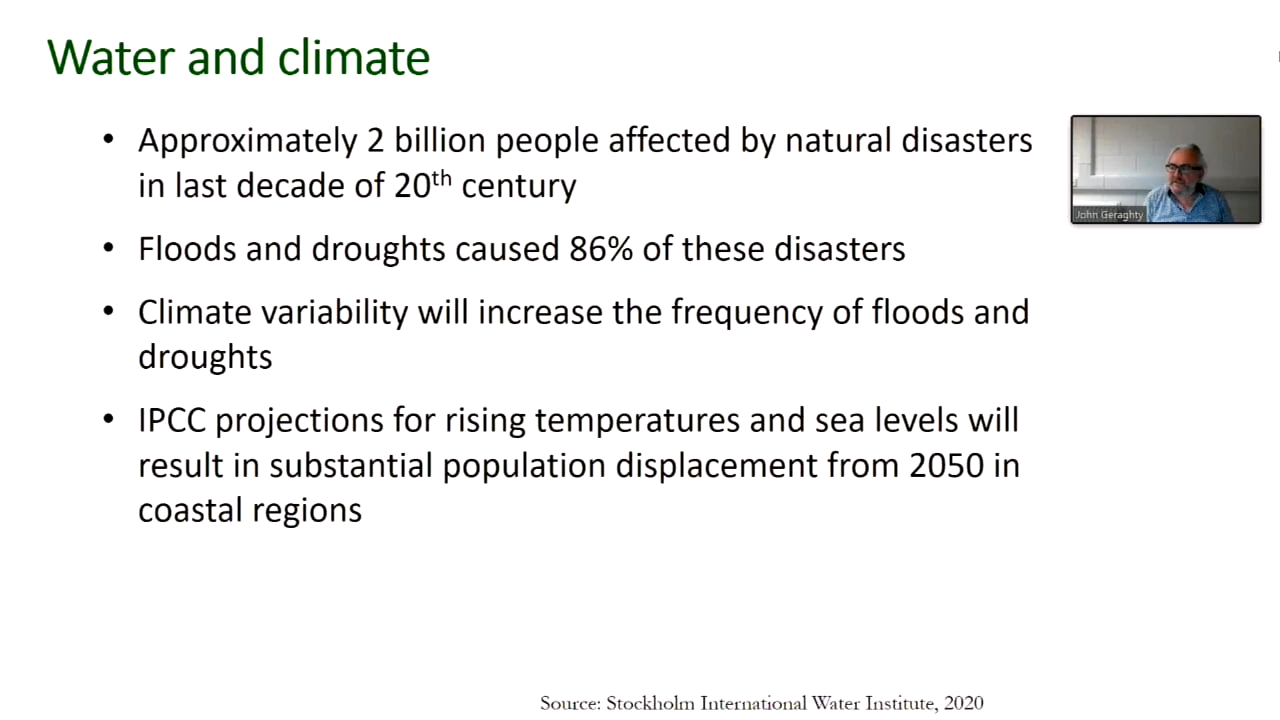 Water and climate
• Approximately 2 billion people affected by natural disasters
in last decade of 20th century
• Floods and droughts caused 86% of these disasters
• Climate variability will increase the frequency of floods and
droughts
• IPCC projections for rising temperatures and sea levels will
result in substantial population displacement from 2050 in
coastal regions
John Geraghty
Source: Stockholm International Water Institute, 2020